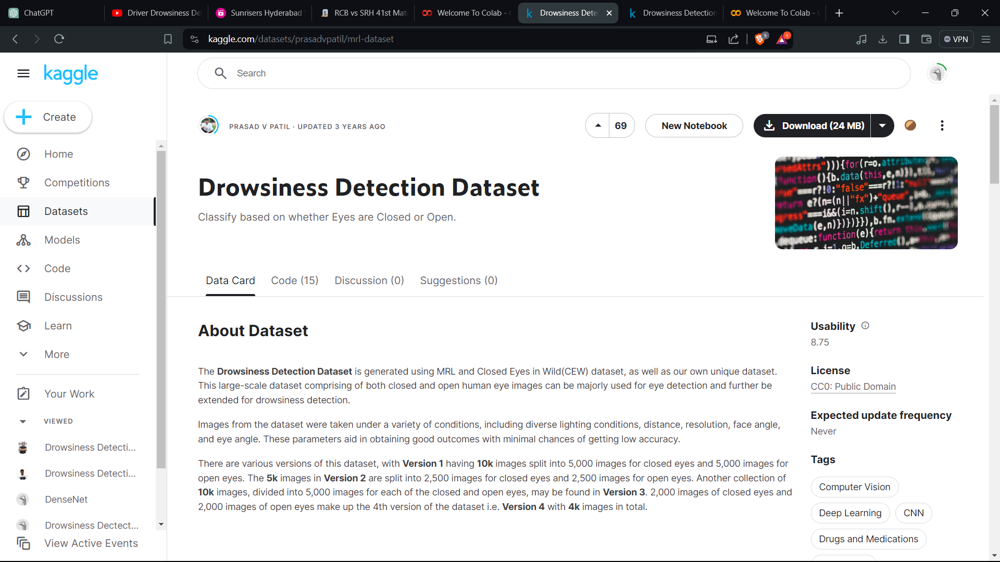 ChatGPT
Driver Drowsiness De
Sunrisers Hyderabad
RCB vs SRH 41st Mat
Welcome To Colab -
Drowsiness Dete
Drowsiness Detection
Welcome To Colab -
kaggle.com/datasets/prasadvpatil/mrl-dataset
9
1
VPN
kaggle
Search
Create
Home
Competitions
Datasets
Models
Code
Discussions
Learn
More
Your Work
VIEWED
Drowsiness Detecti...
Drowsiness Detecti...
DenseNet
Drowsiness Dectect...
View Active Events
PRASAD V PATIL · UPDATED 3 YEARS AGO
69
New Notebook
Download (24 MB)
Drowsiness Detection Dataset
Classify based on whether Eyes are Closed or Open.
Data Card
Code (15)
Discussion (0)
Suggestions (0)
About Dataset
The Drowsiness Detection Dataset is generated using MRL and Closed Eyes in Wild(CEW) dataset, as well as our own unique dataset.
This large-scale dataset comprising of both closed and open human eye images can be majorly used for eye detection and further be
extended for drowsiness detection.
Images from the dataset were taken under a variety of conditions, including diverse lighting conditions, distance, resolution, face angle,
and eye angle. These parameters aid in obtaining good outcomes with minimal chances of getting low accuracy.
There are various versions of this dataset, with Version 1 having 10k images split into 5,000 images for closed eyes and 5,000 images for
open eyes. The 5k images in Version 2 are split into 2,500 images for closed eyes and 2,500 images for open eyes. Another collection of
10k images, divided into 5,000 images for each of the closed and open eyes, may be found in Version 3. 2,000 images of closed eyes and
2,000 images of open eyes make up the 4th version of the dataset i.e. Version 4 with 4k images in total.
Usability
8.75
License
CC0: Public Domain
Expected update frequency
Never
Tags
Computer Vision
Deep Learning
CNN
Drugs and Medications